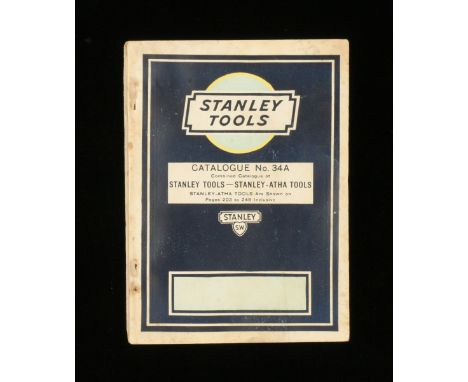 STANLEY
TOOLS
CATALOGUE No. 34A
Combined Catalogue of
STANLEY TOOLS—STANLEY-ATHA TOOLS
STANLEY-ATHA TOOLS Are Shown on
Pages 203 to 248 Inclusive
STANLEY
SW